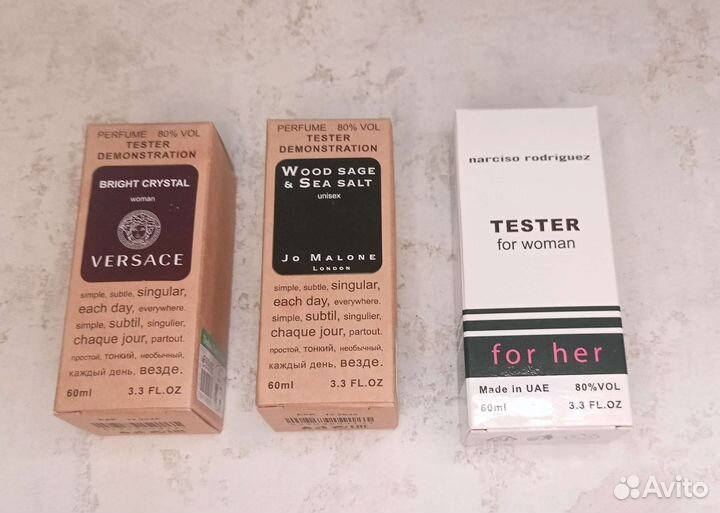 PERFUME 80% VOL
TESTER
DEMONSTRATION
BRIGHT CRYSTAL
woman
VERSACE
simple, subtle, singular,
each day, everywhere.
simple, subtil, singulier,
chaque jour, partout.
простой, тонкий, необычный,
каждый день, везде.
60ml 3.3 FL.OZ
PERFUME 80% VOL
TESTER
DEMONSTRATION
WOOD SAGE
& SEA SALT
unisex
JO MALONE
LONDON
simple, subtle, singular,
each day, everywhere.
simple, subtil, singulier,
chaque jour, partout.
простой, тонкий, необычный,
каждый день, везде.
60ml 3.3 FL.OZ
narciso rodriguez
TESTER
for woman
for her
Made in UAE 80%VOL
60ml 3.3 FL.OZ
Avito